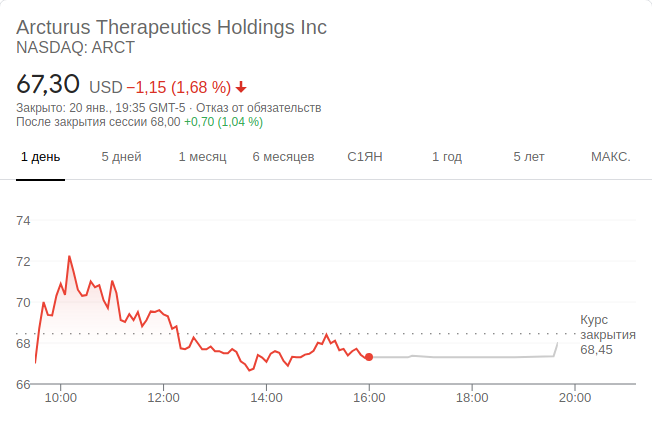 Arcturus Therapeutics Holdings Inc
NASDAQ: ARCT
67,30 USD −1,15 (1,68 %)
Закрыто: 20 янв., 19:35 GMT-5 · Отказ от обязательств
После закрытия сессии 68,00 +0,70 (1,04 %)
1 день 5 дней 1 месяц 6 месяцев С1ЯН 1 год 5 лет МАКС.
74
72
70
Курс
закрытия
68,45
68
66
10:00 12:00 14:00 16:00 18:00 20:00